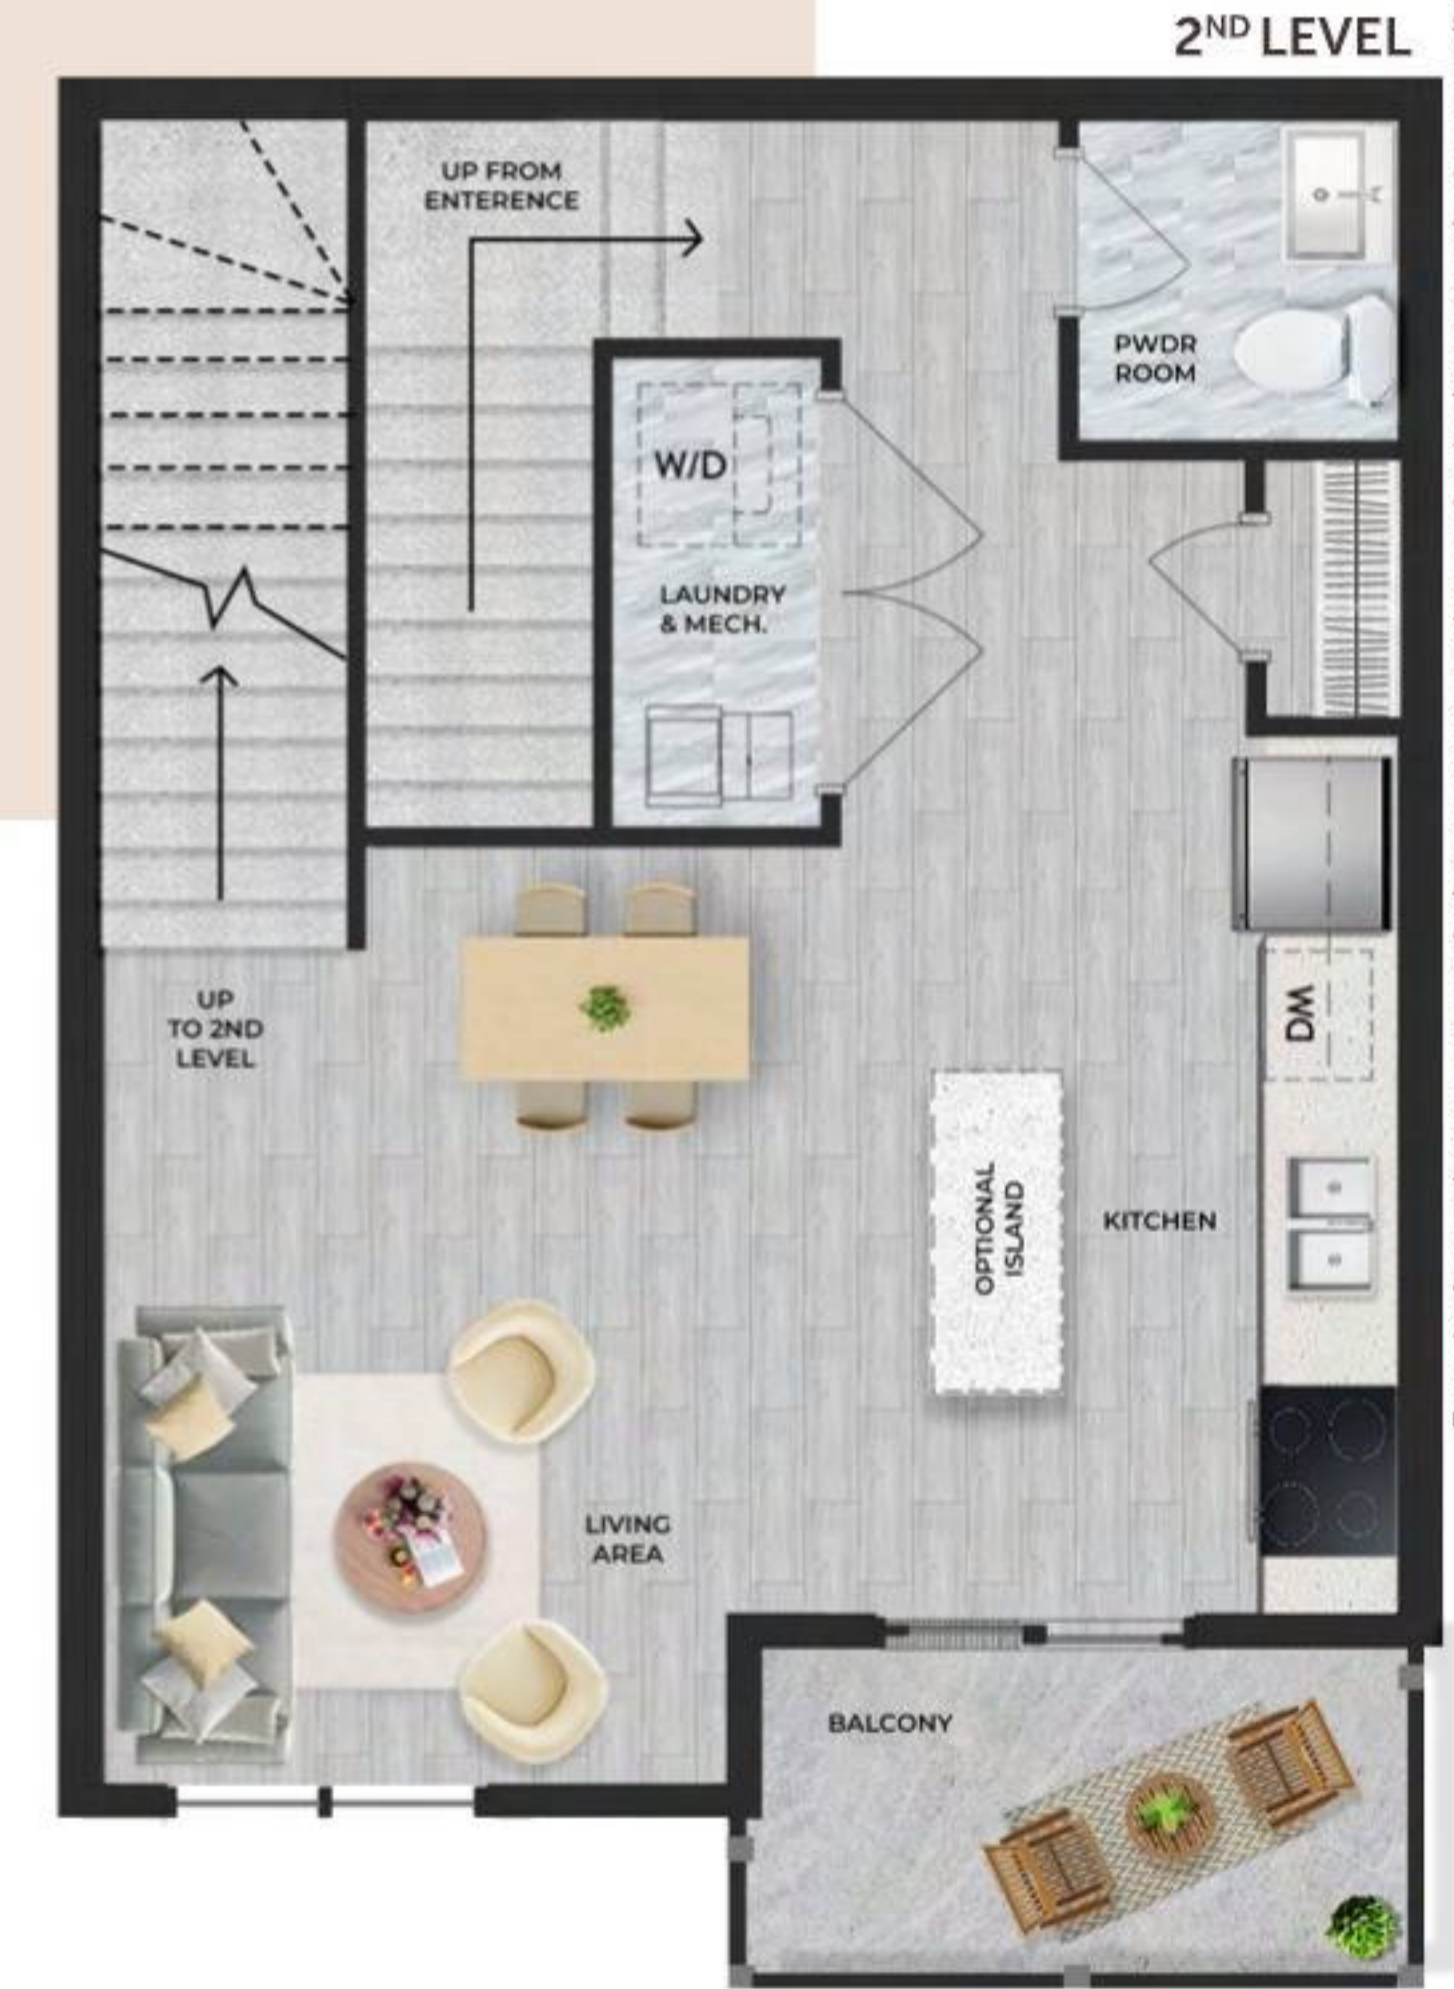 2ND LEVEL
UP FROM
ENTERENCE
PWDR
ROOM
W/D
LAUNDRY
& MECH.
UP
TO 2ND
LEVEL
DW
OPTIONAL
ISLAND
KITCHEN
LIVING
AREA
BALCONY